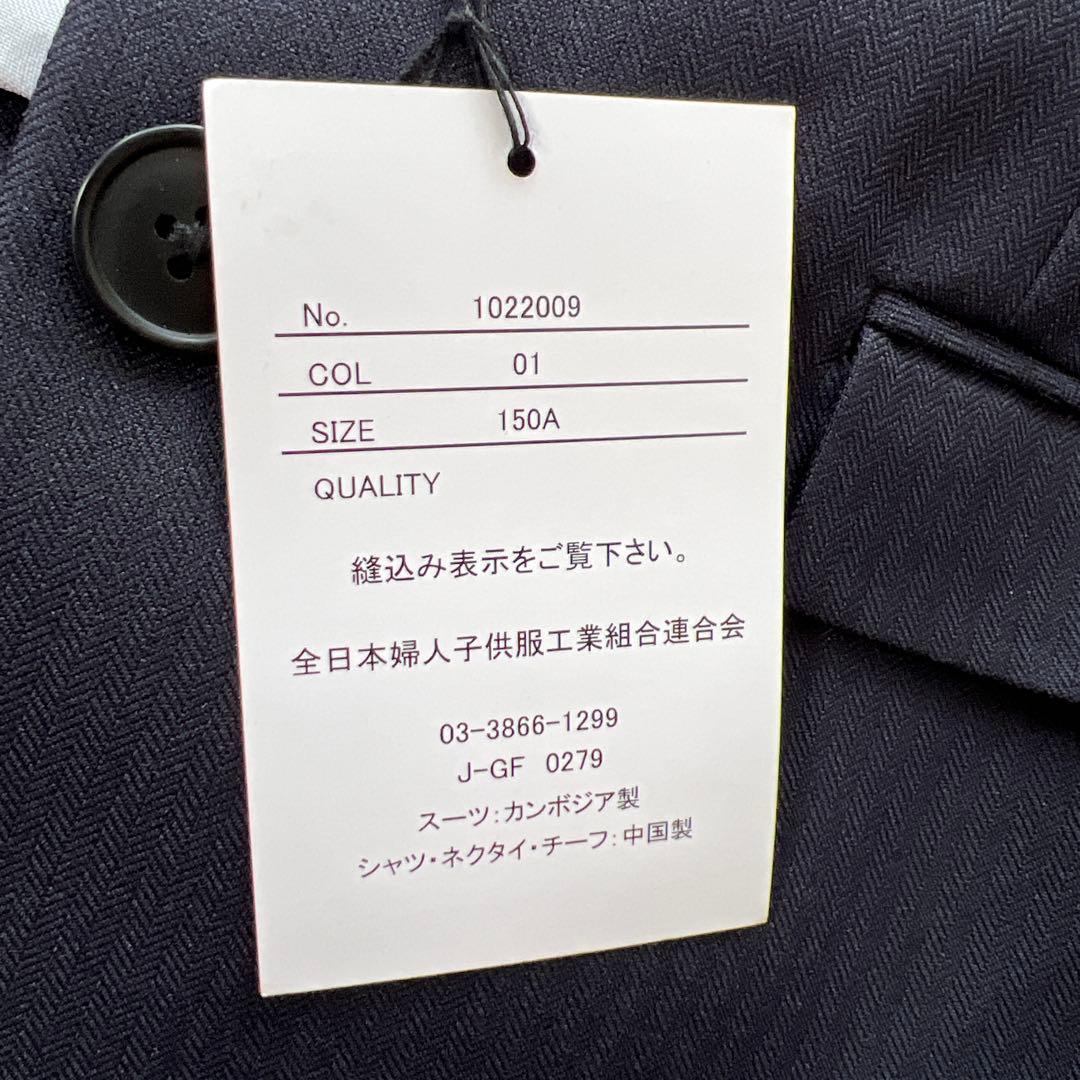 No. 1022009
COL 01
SIZE 150A
QUALITY
縫込み表示をご覧下さい。
全日本婦人子供服工業組合連合会
03-3866-1299
J-GF 0279
スーツ:カンボジア製
シャツ・ネクタイ・チーフ:中国製